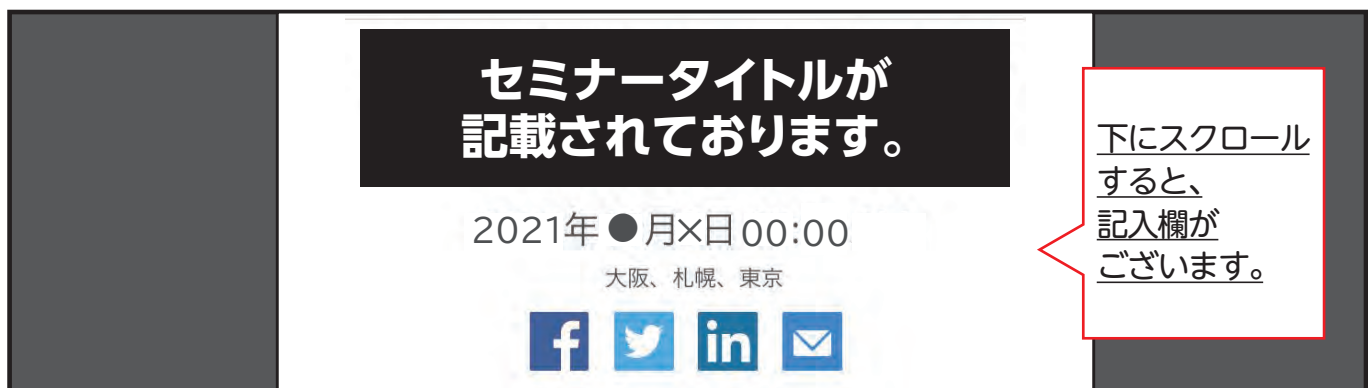 セミナータイトルが
記載されております。
2021年●月×日00:00
大阪、札幌、東京
f
in
下にスクロール
すると、
記入欄が
ございます。